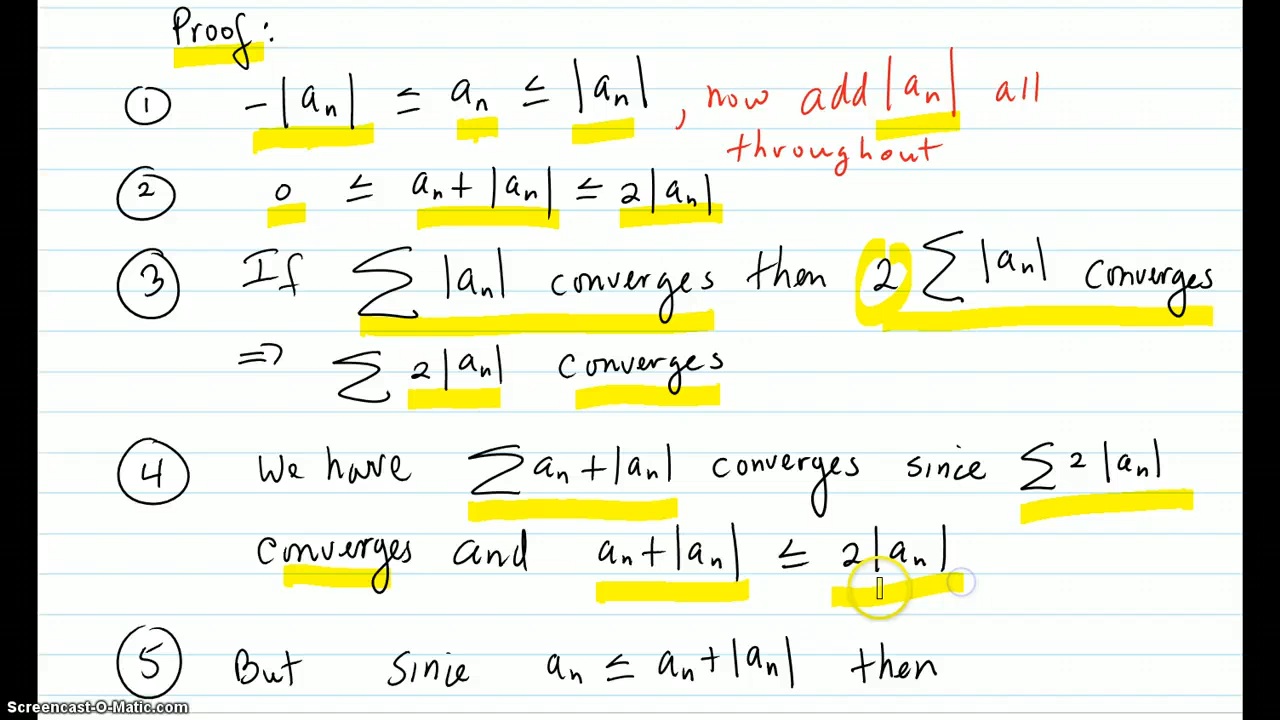 Proof:
① -|aₙ| ≤ aₙ ≤ |aₙ| , now add |aₙ| all
throughout
② 0 ≤ aₙ + |aₙ| ≤ 2|aₙ|
③ If ∑ |aₙ| converges then 2 ∑ |aₙ| converges
⇒ ∑ 2|aₙ| converges
④ We have ∑ aₙ + |aₙ| converges since ∑ 2 |aₙ|
converges and aₙ + |aₙ| ≤ 2|aₙ|
⑤ But sinie aₙ ≤ aₙ + |aₙ| then
Screencast-O-Matic.com